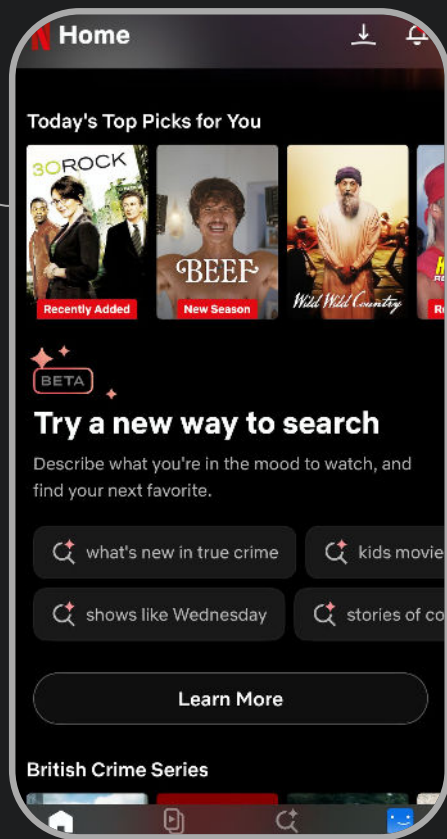 Home
Today's Top Picks for You
30ROCK
Recently Added
BEEF
New Season
Wild Wild Country
BETA
Try a new way to search
Describe what you're in the mood to watch, and
find your next favorite.
what's new in true crime
kids movie
shows like Wednesday
stories of co
Learn More
British Crime Series